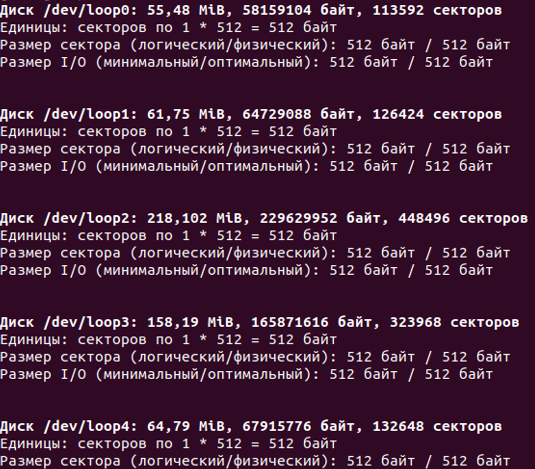 Диск /dev/loop0: 55,48 MiB, 58159104 байт, 113592 секторов
Единицы: секторов по 1 * 512 = 512 байт
Размер сектора (логический/физический): 512 байт / 512 байт
Размер I/O (минимальный/оптимальный): 512 байт / 512 байт
Диск /dev/loop1: 61,75 MiB, 64729088 байт, 126424 секторов
Единицы: секторов по 1 * 512 = 512 байт
Размер сектора (логический/физический): 512 байт / 512 байт
Размер I/O (минимальный/оптимальный): 512 байт / 512 байт
Диск /dev/loop2: 218,102 MiB, 229629952 байт, 448496 секторов
Единицы: секторов по 1 * 512 = 512 байт
Размер сектора (логический/физический): 512 байт / 512 байт
Размер I/O (минимальный/оптимальный): 512 байт / 512 байт
Диск /dev/loop3: 158,19 MiB, 165871616 байт, 323968 секторов
Единицы: секторов по 1 * 512 = 512 байт
Размер сектора (логический/физический): 512 байт / 512 байт
Размер I/O (минимальный/оптимальный): 512 байт / 512 байт
Диск /dev/loop4: 64,79 MiB, 67915776 байт, 132648 секторов
Единицы: секторов по 1 * 512 = 512 байт
Размер сектора (логический/физический): 512 байт / 512 байт